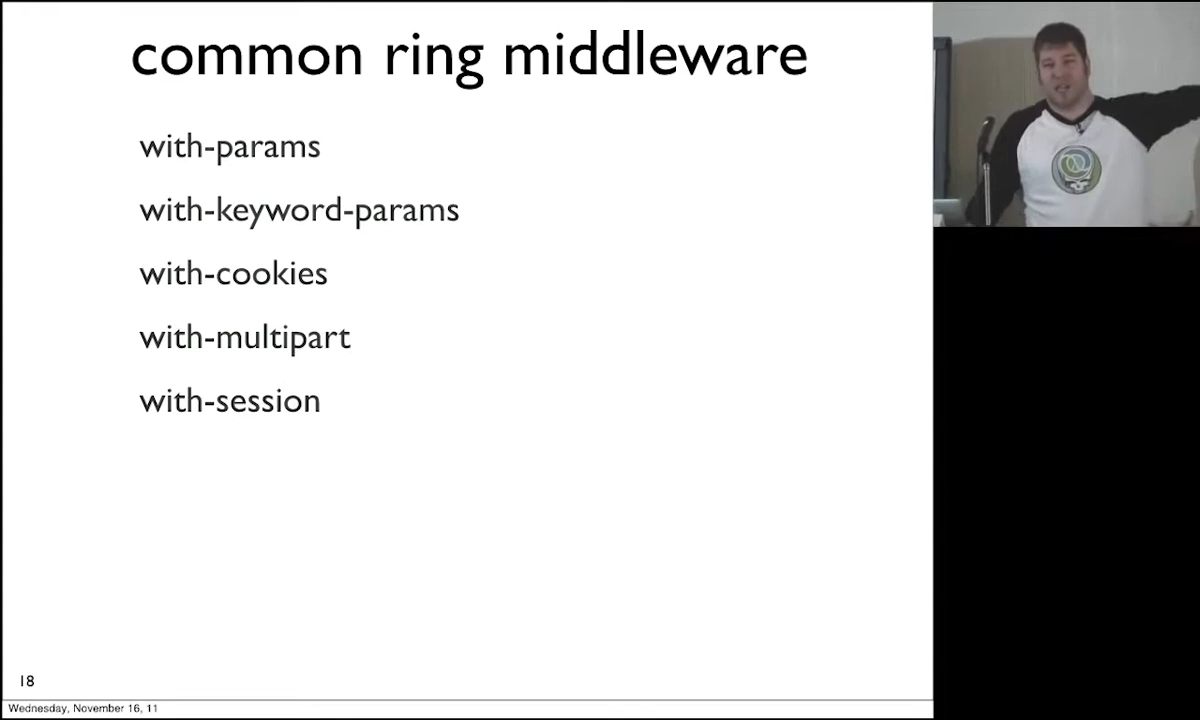 common ring middleware
with-params
with-keyword-params
with-cookies
with-multipart
with-session
18
Wednesday, November 16, 11